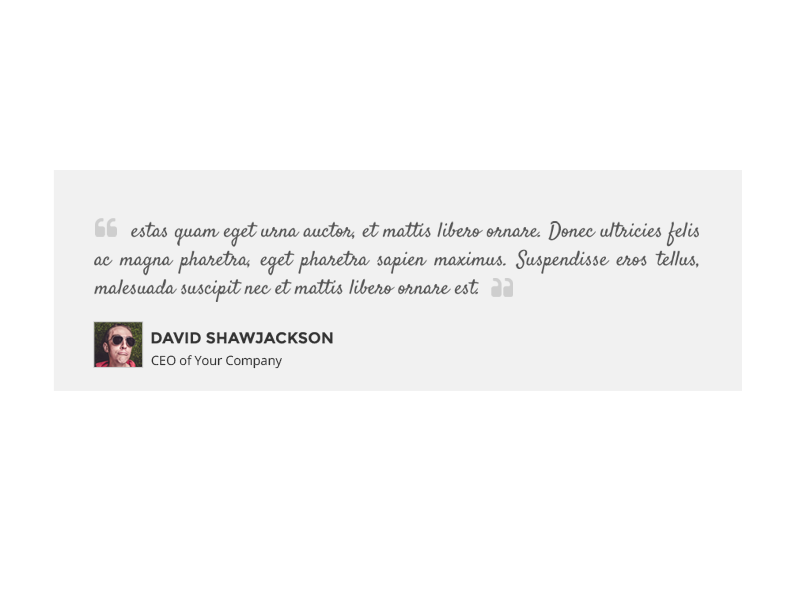 ❝ estas quam eget urna auctor, et mattis libero ornare. Donec ultricies felis
ac magna pharetra, eget pharetra sapien maximus. Suspendisse eros tellus,
malesuada suscipit nec et mattis libero ornare est. ❞
DAVID SHAWJACKSON
CEO of Your Company